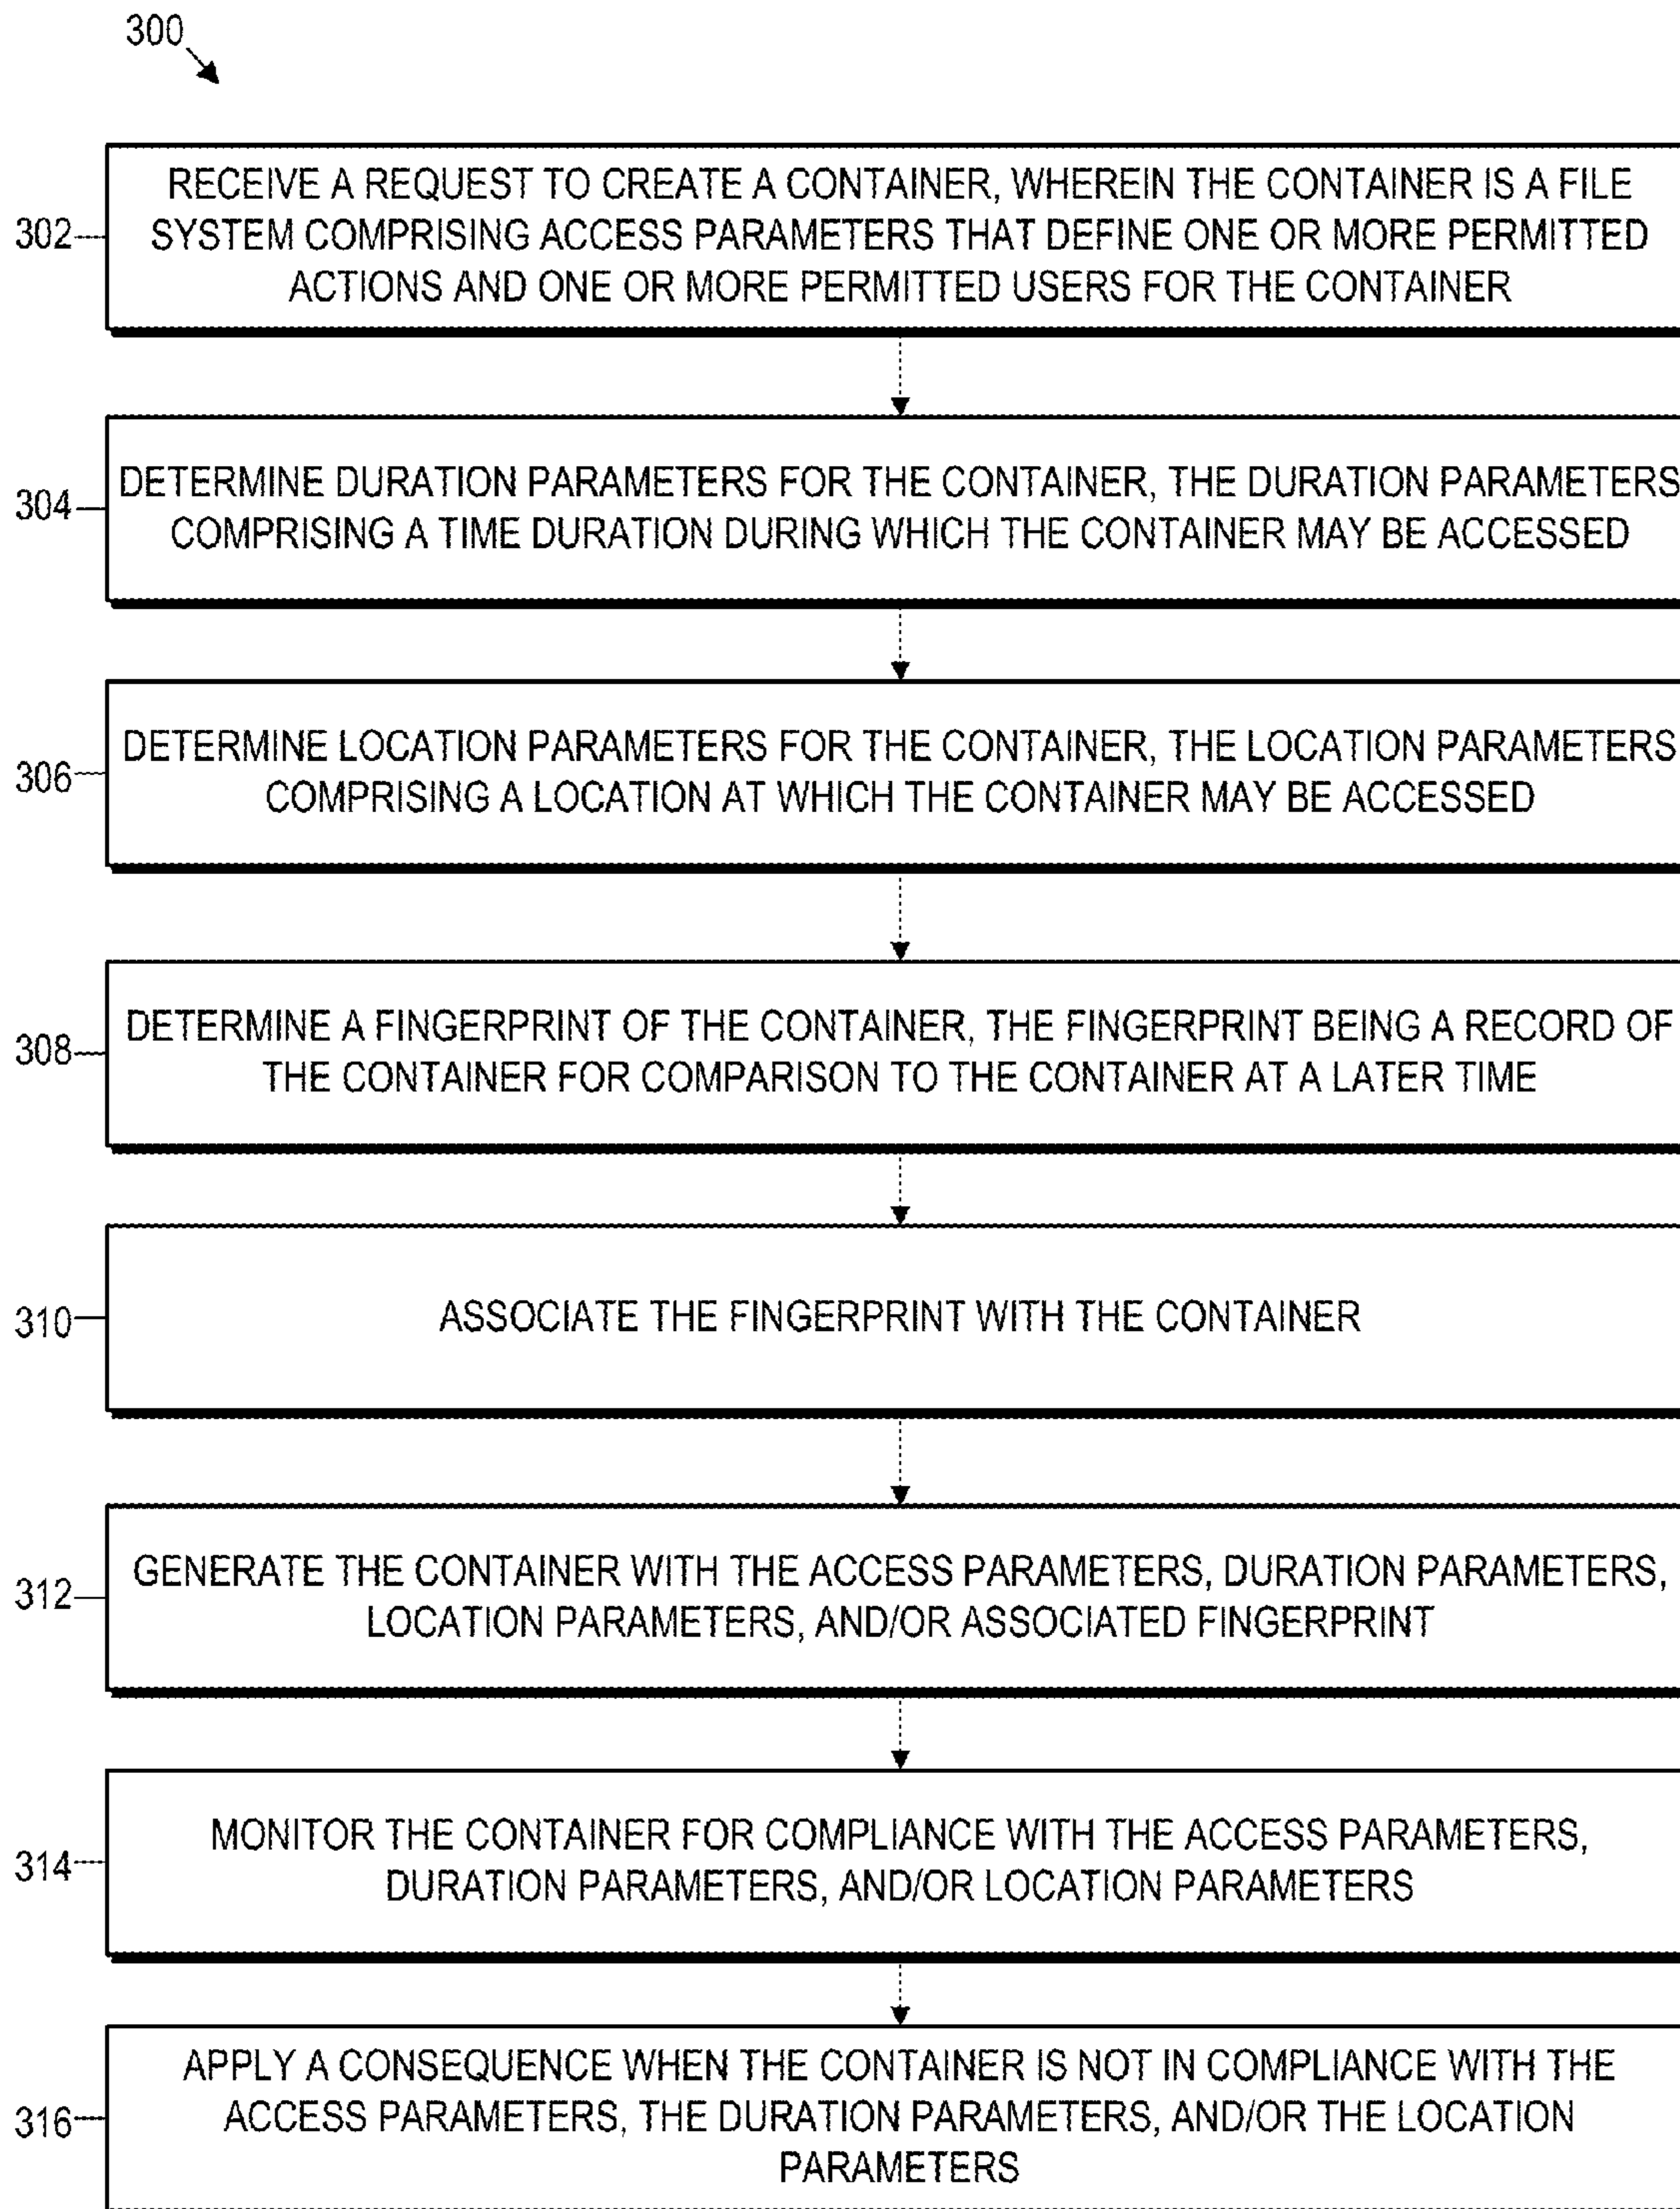 300
302
RECEIVE A REQUEST TO CREATE A CONTAINER, WHEREIN THE CONTAINER IS A FILE
SYSTEM COMPRISING ACCESS PARAMETERS THAT DEFINE ONE OR MORE PERMITTED
ACTIONS AND ONE OR MORE PERMITTED USERS FOR THE CONTAINER
304
DETERMINE DURATION PARAMETERS FOR THE CONTAINER, THE DURATION PARAMETERS
COMPRISING A TIME DURATION DURING WHICH THE CONTAINER MAY BE ACCESSED
306
DETERMINE LOCATION PARAMETERS FOR THE CONTAINER, THE LOCATION PARAMETERS
COMPRISING A LOCATION AT WHICH THE CONTAINER MAY BE ACCESSED
308
DETERMINE A FINGERPRINT OF THE CONTAINER, THE FINGERPRINT BEING A RECORD OF
THE CONTAINER FOR COMPARISON TO THE CONTAINER AT A LATER TIME
310
ASSOCIATE THE FINGERPRINT WITH THE CONTAINER
312
GENERATE THE CONTAINER WITH THE ACCESS PARAMETERS, DURATION PARAMETERS,
LOCATION PARAMETERS, AND/OR ASSOCIATED FINGERPRINT
314
MONITOR THE CONTAINER FOR COMPLIANCE WITH THE ACCESS PARAMETERS,
DURATION PARAMETERS, AND/OR LOCATION PARAMETERS
316
APPLY A CONSEQUENCE WHEN THE CONTAINER IS NOT IN COMPLIANCE WITH THE
ACCESS PARAMETERS, THE DURATION PARAMETERS, AND/OR THE LOCATION
PARAMETERS